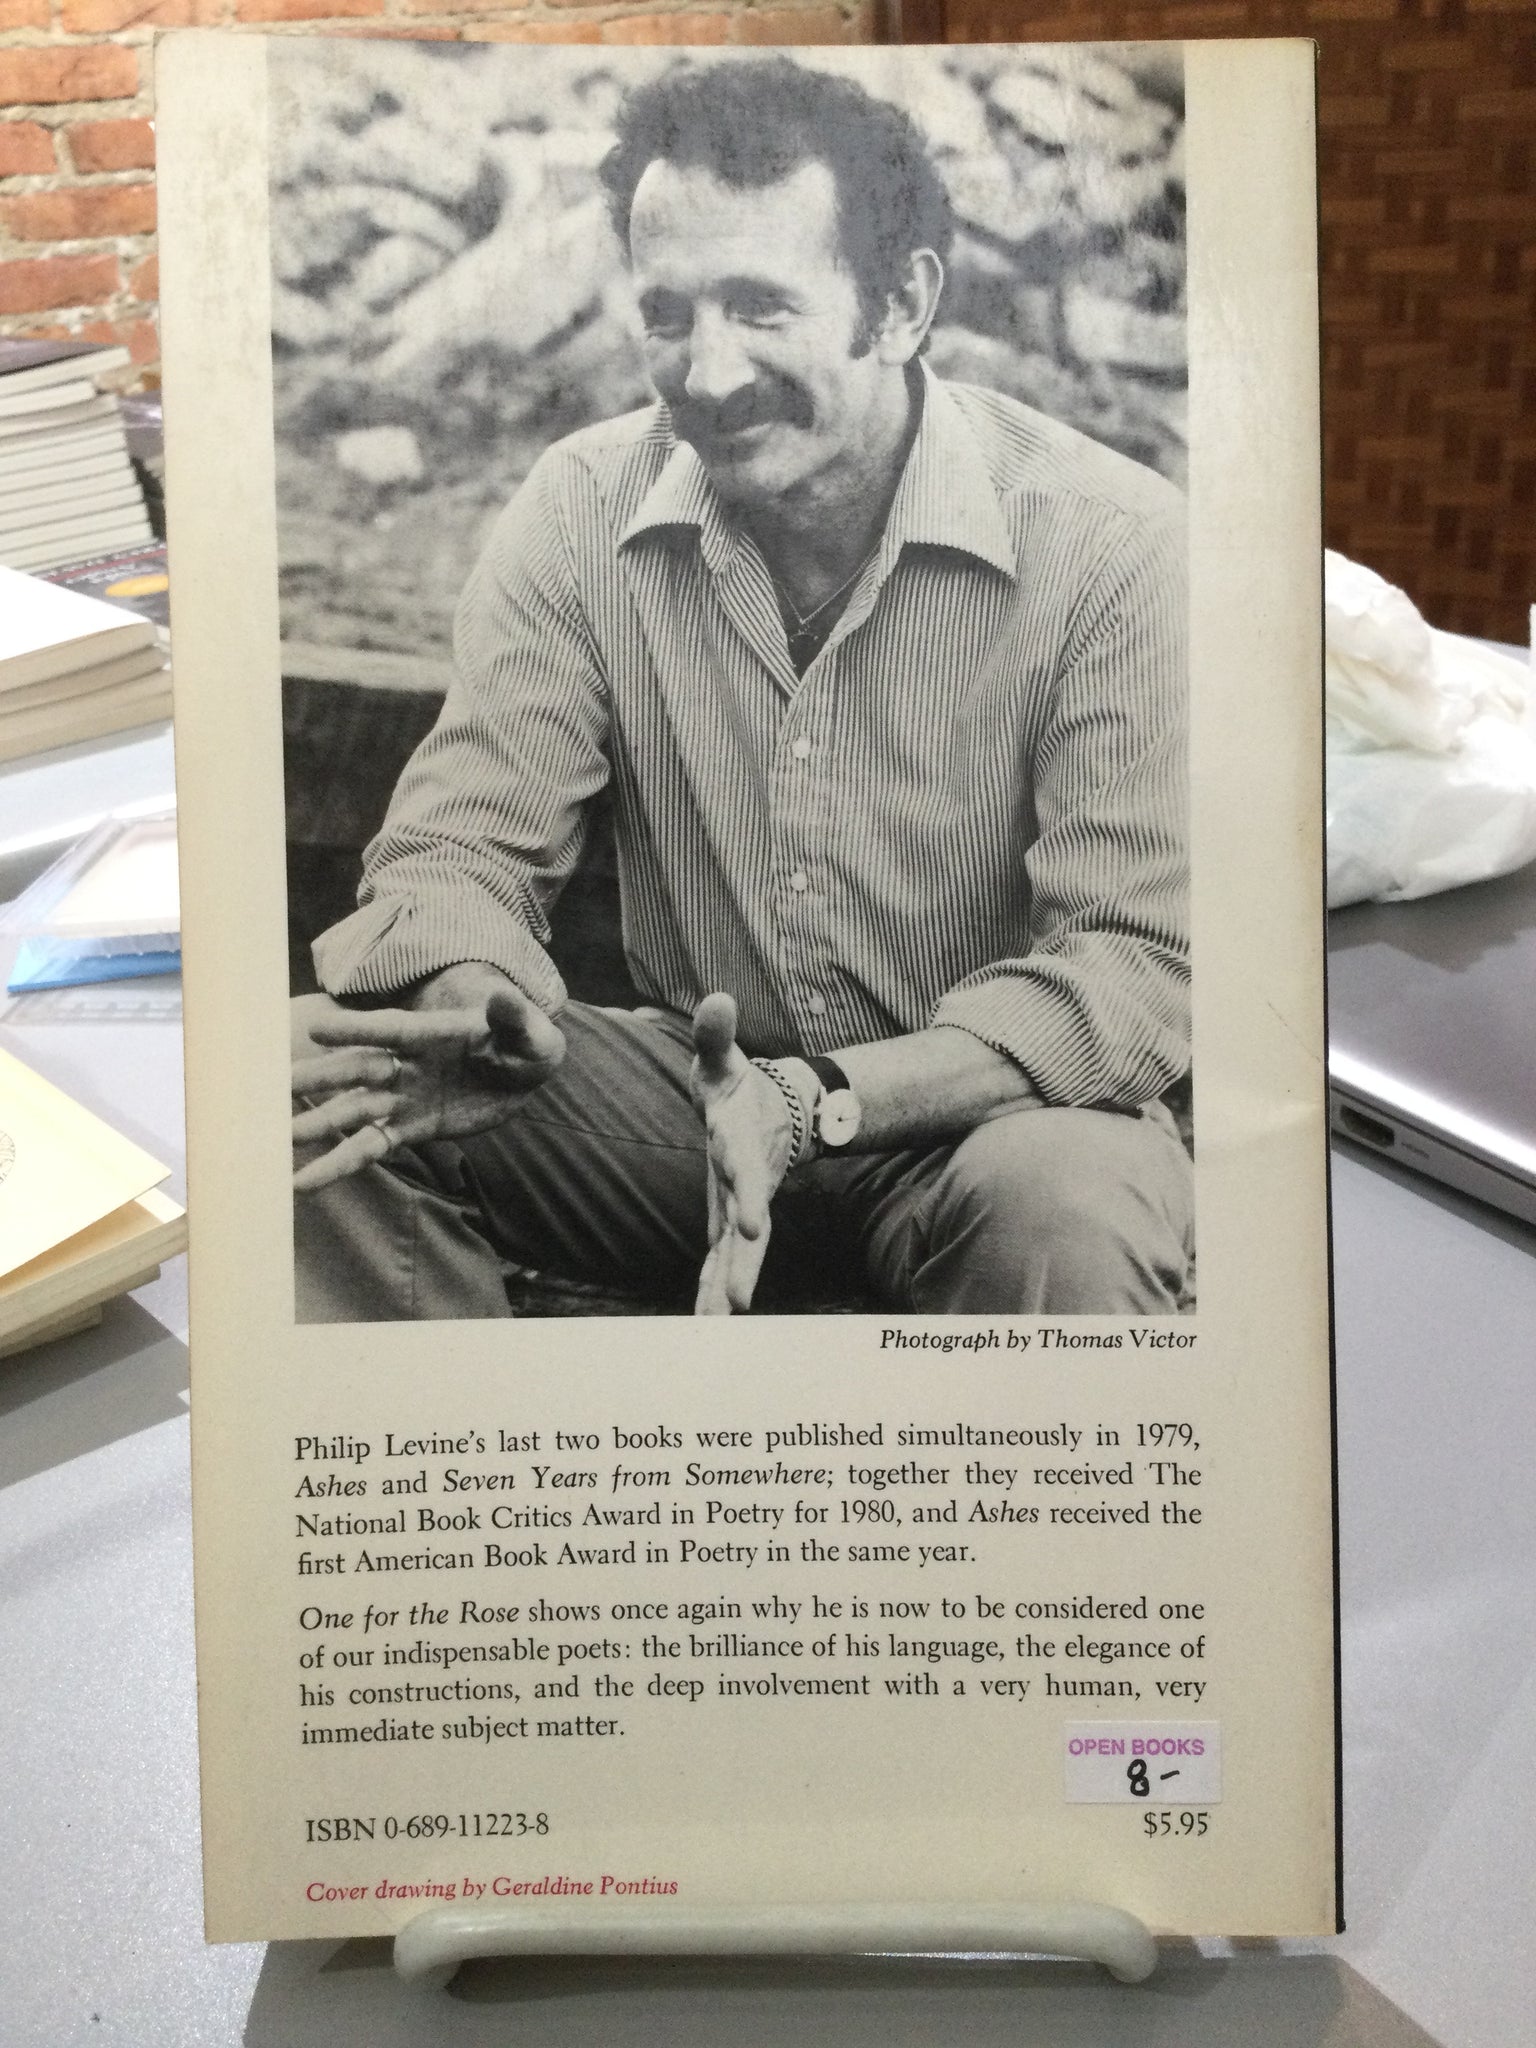 Photograph by Thomas Victor
Philip Levine's last two books were published simultaneously in 1979,
Ashes and Seven Years from Somewhere; together they received The
National Book Critics Award in Poetry for 1980, and Ashes received the
first American Book Award in Poetry in the same year.
One for the Rose shows once again why he is now to be considered one
of our indispensable poets: the brilliance of his language, the elegance of
his constructions, and the deep involvement with a very human, very
immediate subject matter.
OPEN BOOKS
8-
ISBN 0-689-11223-8
$5.95
Cover drawing by Geraldine Pontius